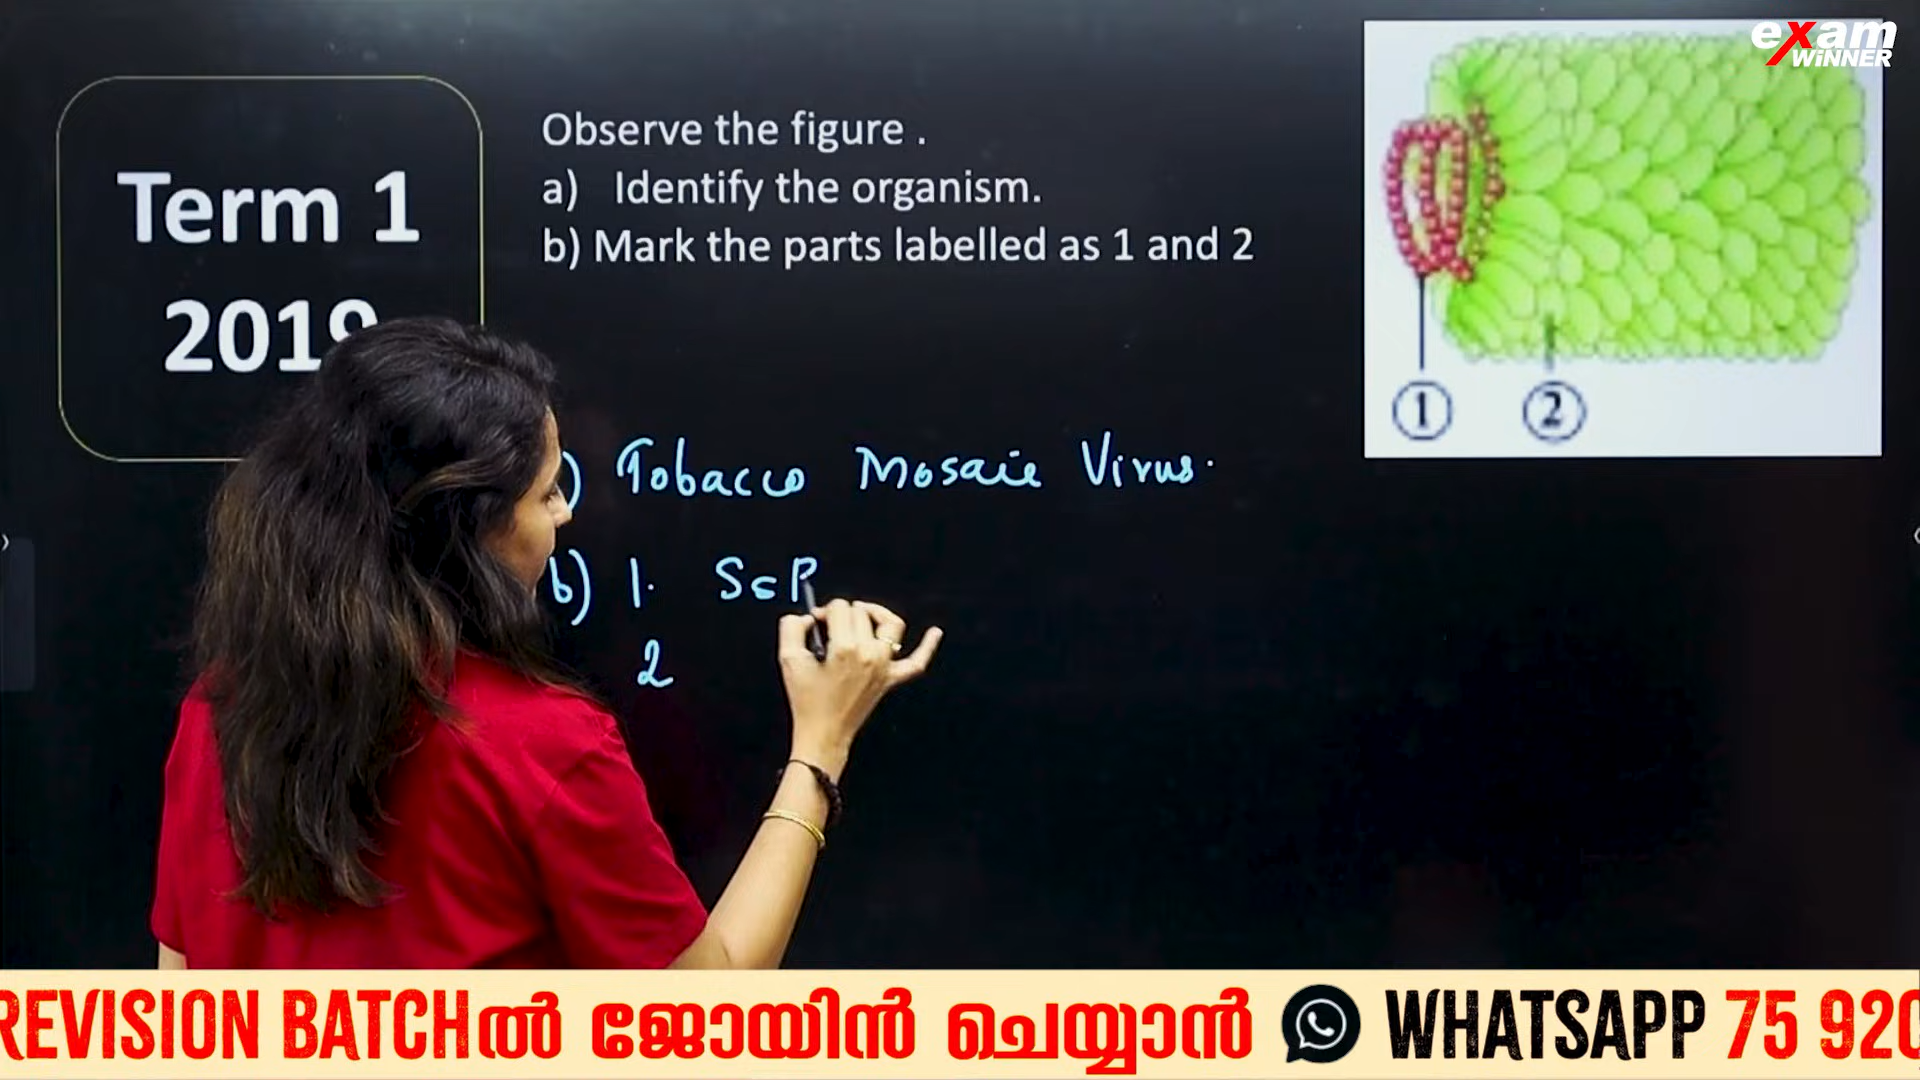 exam
WiNNER
Term 1
2019
Observe the figure .
a) Identify the organism.
b) Mark the parts labelled as 1 and 2
1 2
) Tobacco Mosaic Virus.
b) 1. SSR
2
REVISION BATCHൽ ജോയിൻ ചെയ്യാൻ WHATSAPP 75 920